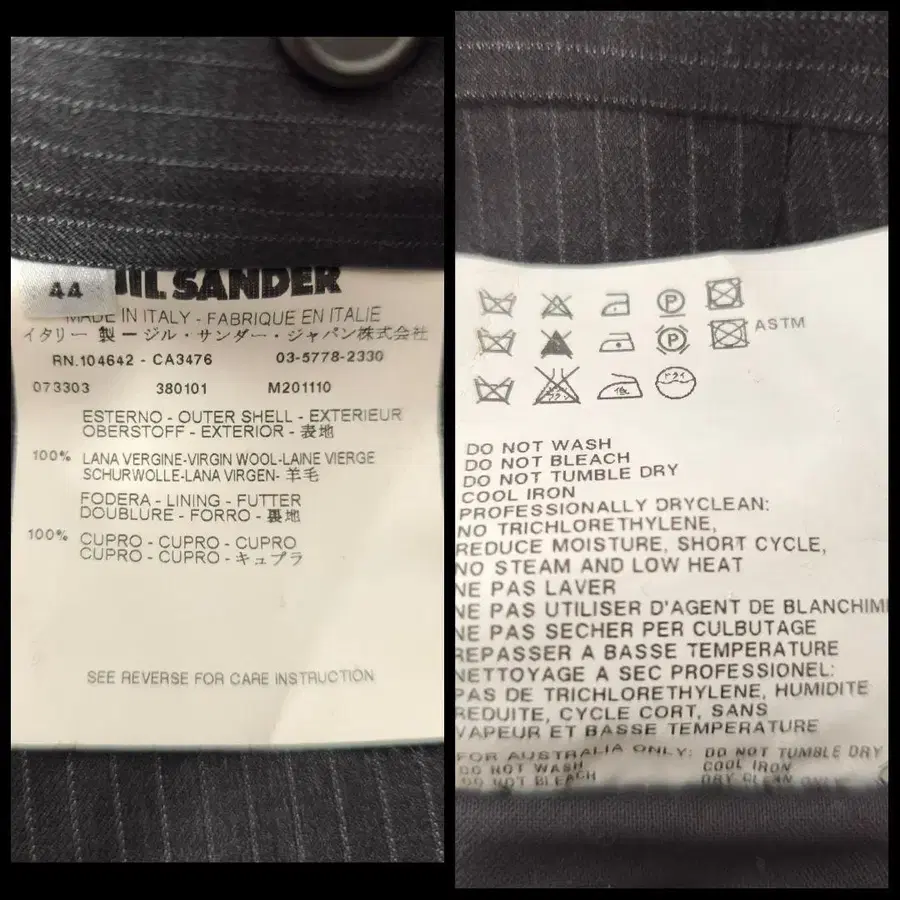 44
JIL SANDER
MADE IN ITALY - FABRIQUE EN ITALIE
イタリー 製 ー ジル・サンダー・ジャパン株式会社
RN.104642 - CA3476 03-5778-2330
073303 380101 M201110
ESTERNO - OUTER SHELL - EXTERIEUR
OBERSTOFF - EXTERIOR - 表地
100% LANA VERGINE-VIRGIN WOOL-LAINE VIERGE
SCHURWOLLE-LANA VIRGEN- 羊毛
FODERA - LINING - FUTTER
DOUBLURE - FORRO - 裏地
100% CUPRO - CUPRO - CUPRO
CUPRO - CUPRO - キュプラ
SEE REVERSE FOR CARE INSTRUCTION
P
P ASTM
低 ドライ
DO NOT WASH
DO NOT BLEACH
DO NOT TUMBLE DRY
COOL IRON
PROFESSIONALLY DRYCLEAN:
NO TRICHLORETHYLENE,
REDUCE MOISTURE, SHORT CYCLE,
NO STEAM AND LOW HEAT
NE PAS LAVER
NE PAS UTILISER D'AGENT DE BLANCHIM
NE PAS SECHER PER CULBUTAGE
REPASSER A BASSE TEMPERATURE
NETTOYAGE A SEC PROFESSIONEL:
PAS DE TRICHLORETHYLENE, HUMIDITE
REDUITE, CYCLE CORT, SANS
VAPEUR ET BASSE TEMPERATURE
FOR AUSTRALIA ONLY: DO NOT TUMBLE DRY
DO NOT WASH COOL IRON
DO NOT BLEACH DRY CLEAN ONLY